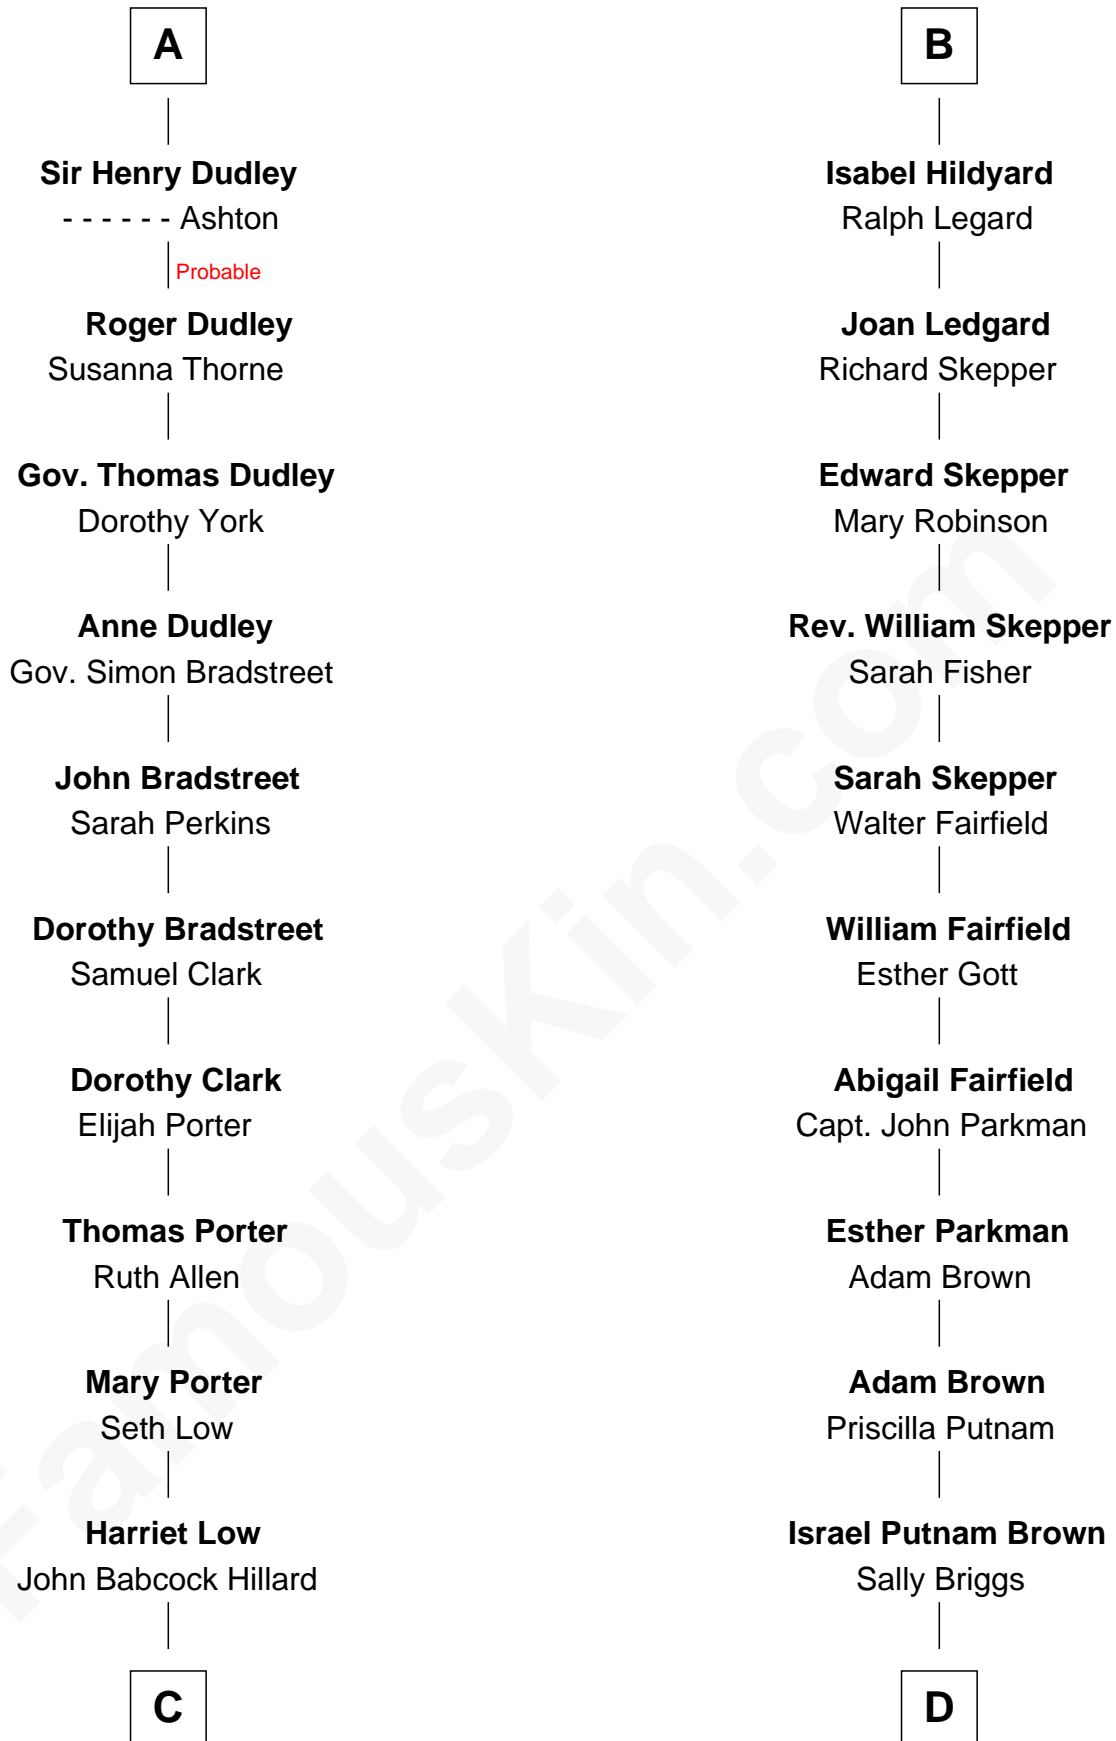 A
Sir Henry Dudley
- - - - - - Ashton
Probable
Roger Dudley
Susanna Thorne
Gov. Thomas Dudley
Dorothy York
Anne Dudley
Gov. Simon Bradstreet
John Bradstreet
Sarah Perkins
Dorothy Bradstreet
Samuel Clark
Dorothy Clark
Elijah Porter
Thomas Porter
Ruth Allen
Mary Porter
Seth Low
Harriet Low
John Babcock Hillard
C
B
Isabel Hildyard
Ralph Legard
Joan Ledgard
Richard Skepper
Edward Skepper
Mary Robinson
Rev. William Skepper
Sarah Fisher
Sarah Skepper
Walter Fairfield
William Fairfield
Esther Gott
Abigail Fairfield
Capt. John Parkman
Esther Parkman
Adam Brown
Adam Brown
Priscilla Putnam
Israel Putnam Brown
Sally Briggs
D
FamousKin.com